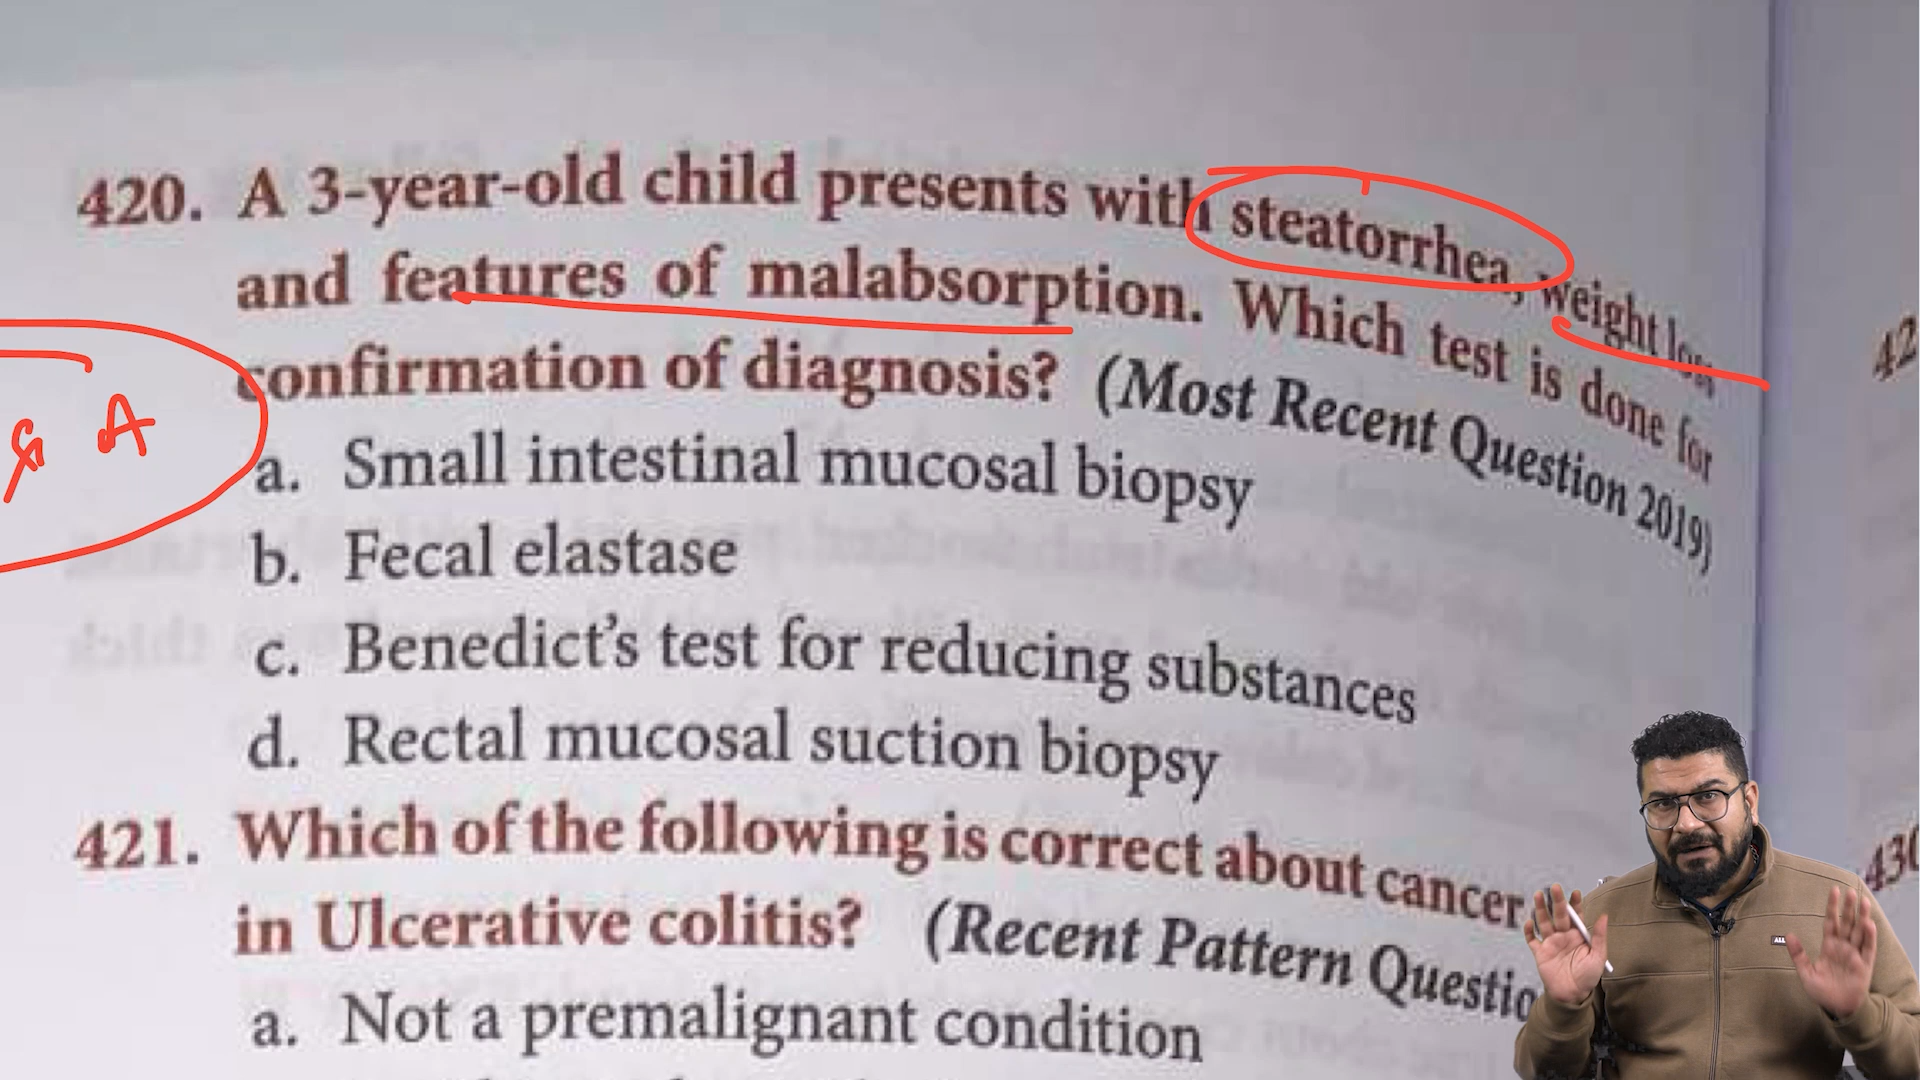 420. A 3-year-old child presents with steatorrhea, weight loss,
and features of malabsorption. Which test is done for
confirmation of diagnosis? (Most Recent Question 2019)
a. Small intestinal mucosal biopsy
b. Fecal elastase
c. Benedict's test for reducing substances
d. Rectal mucosal suction biopsy
421. Which of the following is correct about cancer
in Ulcerative colitis? (Recent Pattern Questio
a. Not a premalignant condition
A
42
430